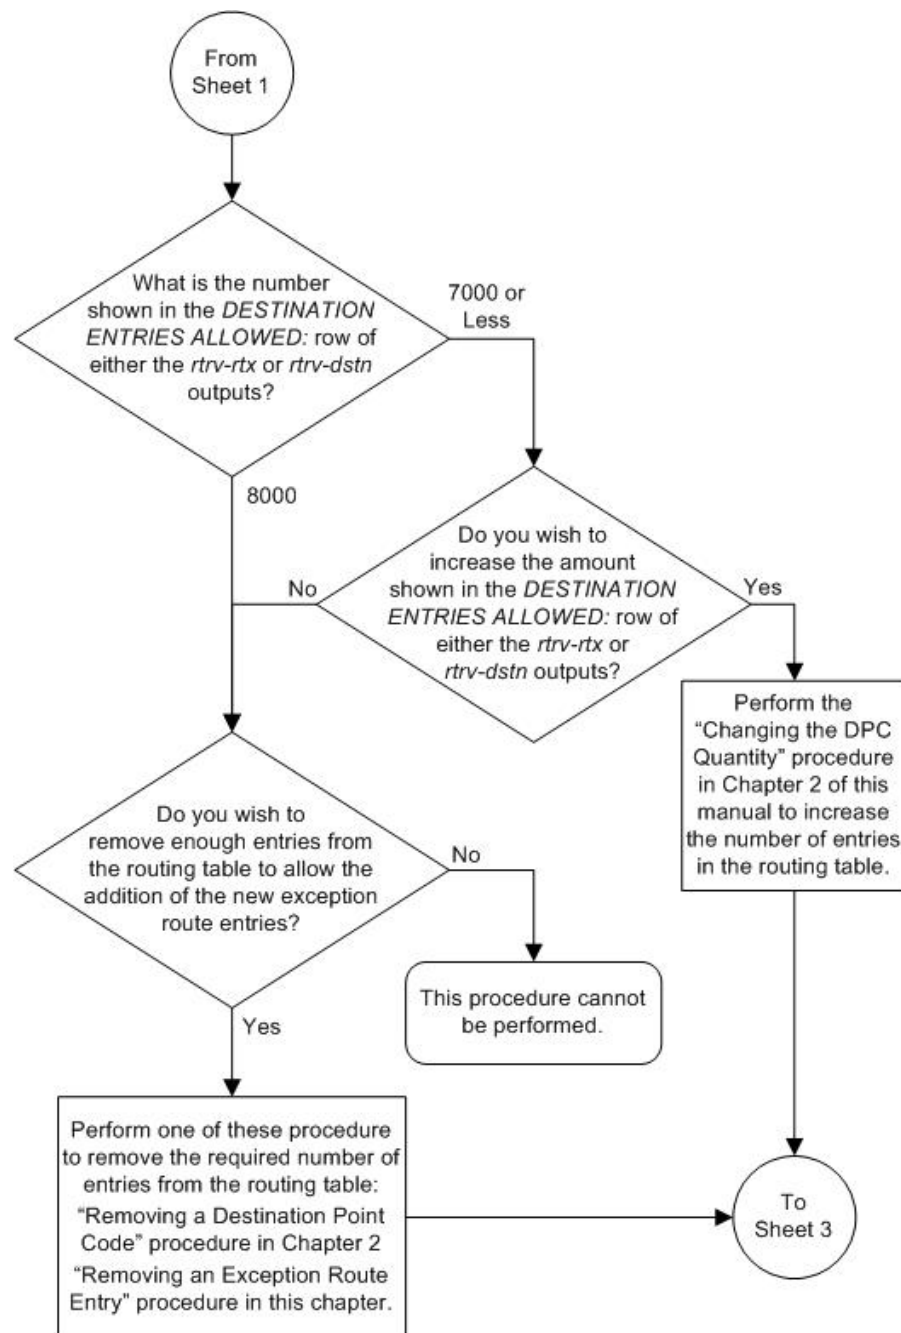 From
Sheet 1
What is the number
shown in the DESTINATION
ENTRIES ALLOWED: row of
either the rtrv-rtx or rtrv-dstn
outputs?
7000 or
Less
8000
Do you wish to
increase the amount
shown in the DESTINATION
ENTRIES ALLOWED: row of
either the rtrv-rtx or
rtrv-dstn outputs?
No
Yes
Perform the
“Changing the DPC
Quantity” procedure
in Chapter 2 of this
manual to increase
the number of entries
in the routing table.
Do you wish to
remove enough entries from
the routing table to allow the
addition of the new exception
route entries?
No
This procedure cannot
be performed.
Yes
Perform one of these procedure
to remove the required number of
entries from the routing table:
“Removing a Destination Point
Code” procedure in Chapter 2
“Removing an Exception Route
Entry” procedure in this chapter.
To
Sheet 3